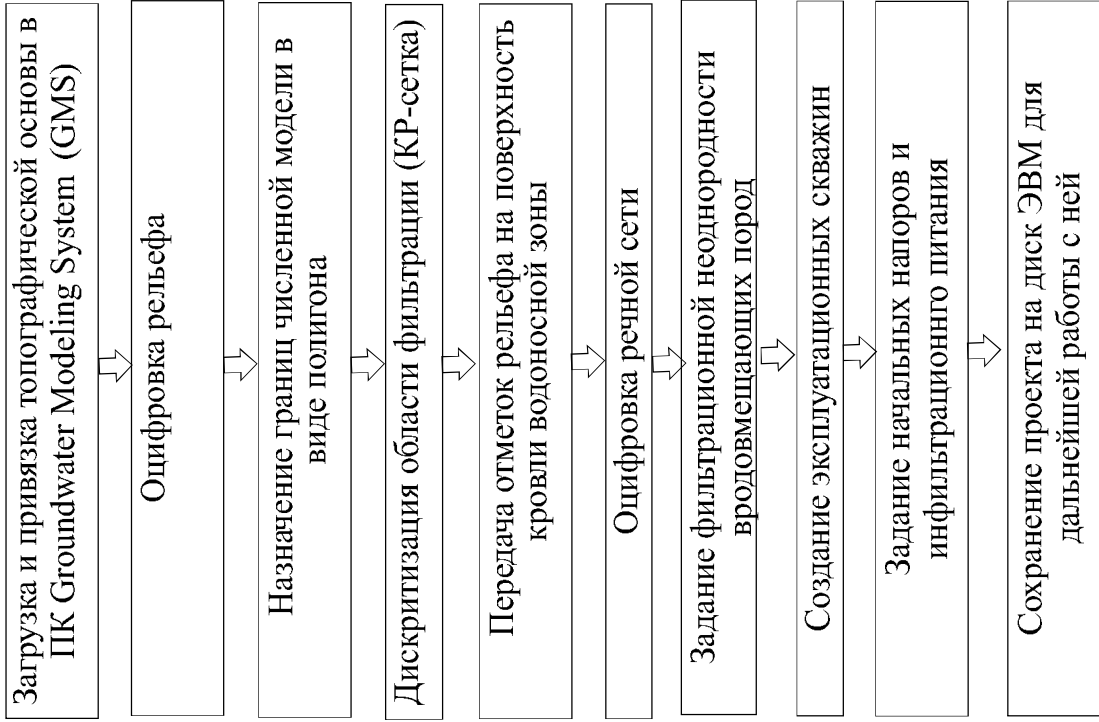 Загрузка и привязка топографической основы в
ПК Groundwater Modeling System (GMS)
Оцифровка рельефа
Назначение границ численной модели в
виде полигона
Дискритизация области фильтрации (КР-сетка)
Передача отметок рельефа на поверхность
кровли водоносной зоны
Оцифровка речной сети
Задание фильтрационной неоднородности
вродовмещающих пород
Создание эксплуатационных скважин
Задание начальных напоров и
инфильтрационнго питания
Сохранение проекта на диск ЭВМ для
дальнейшей работы с ней